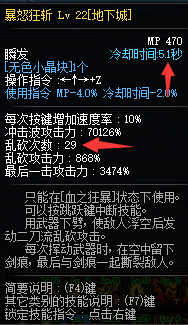 暴怒狂斩 Lv 22[地下城]
MP 470
瞬发 冷却时间:5.1秒
[无色小晶块]1个
操作指令 :←↑→+Z
使用指令 MP-4.0% 冷却时间-2.0%
每次按键增加速度率 : 10%
冲击波攻击力 : 70126%
乱砍次数 : 29
乱砍攻击力 : 868%
最后一击攻击力 : 3474%
只能在[血之狂暴]状态下使用。
可以按跳跃键中断技能。
用武器下劈，使敌人浮空后发
动二刀流乱砍攻击。
每次挥动武器时，在空中留下
剑痕，最后与剑痕一起撕裂敌人。
简要说明 : (F4)键
其它类别的技能说明 : (F7)键
锁定技能指令 : 点击右键